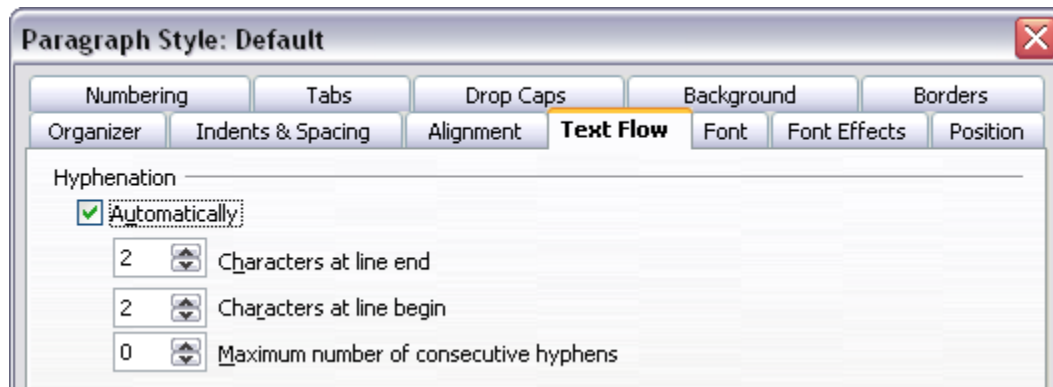 Paragraph Style: Default
Numbering Tabs Drop Caps Background Borders
Organizer Indents & Spacing Alignment Text Flow Font Font Effects Position
Hyphenation
Automatically
2 Characters at line end
2 Characters at line begin
0 Maximum number of consecutive hyphens